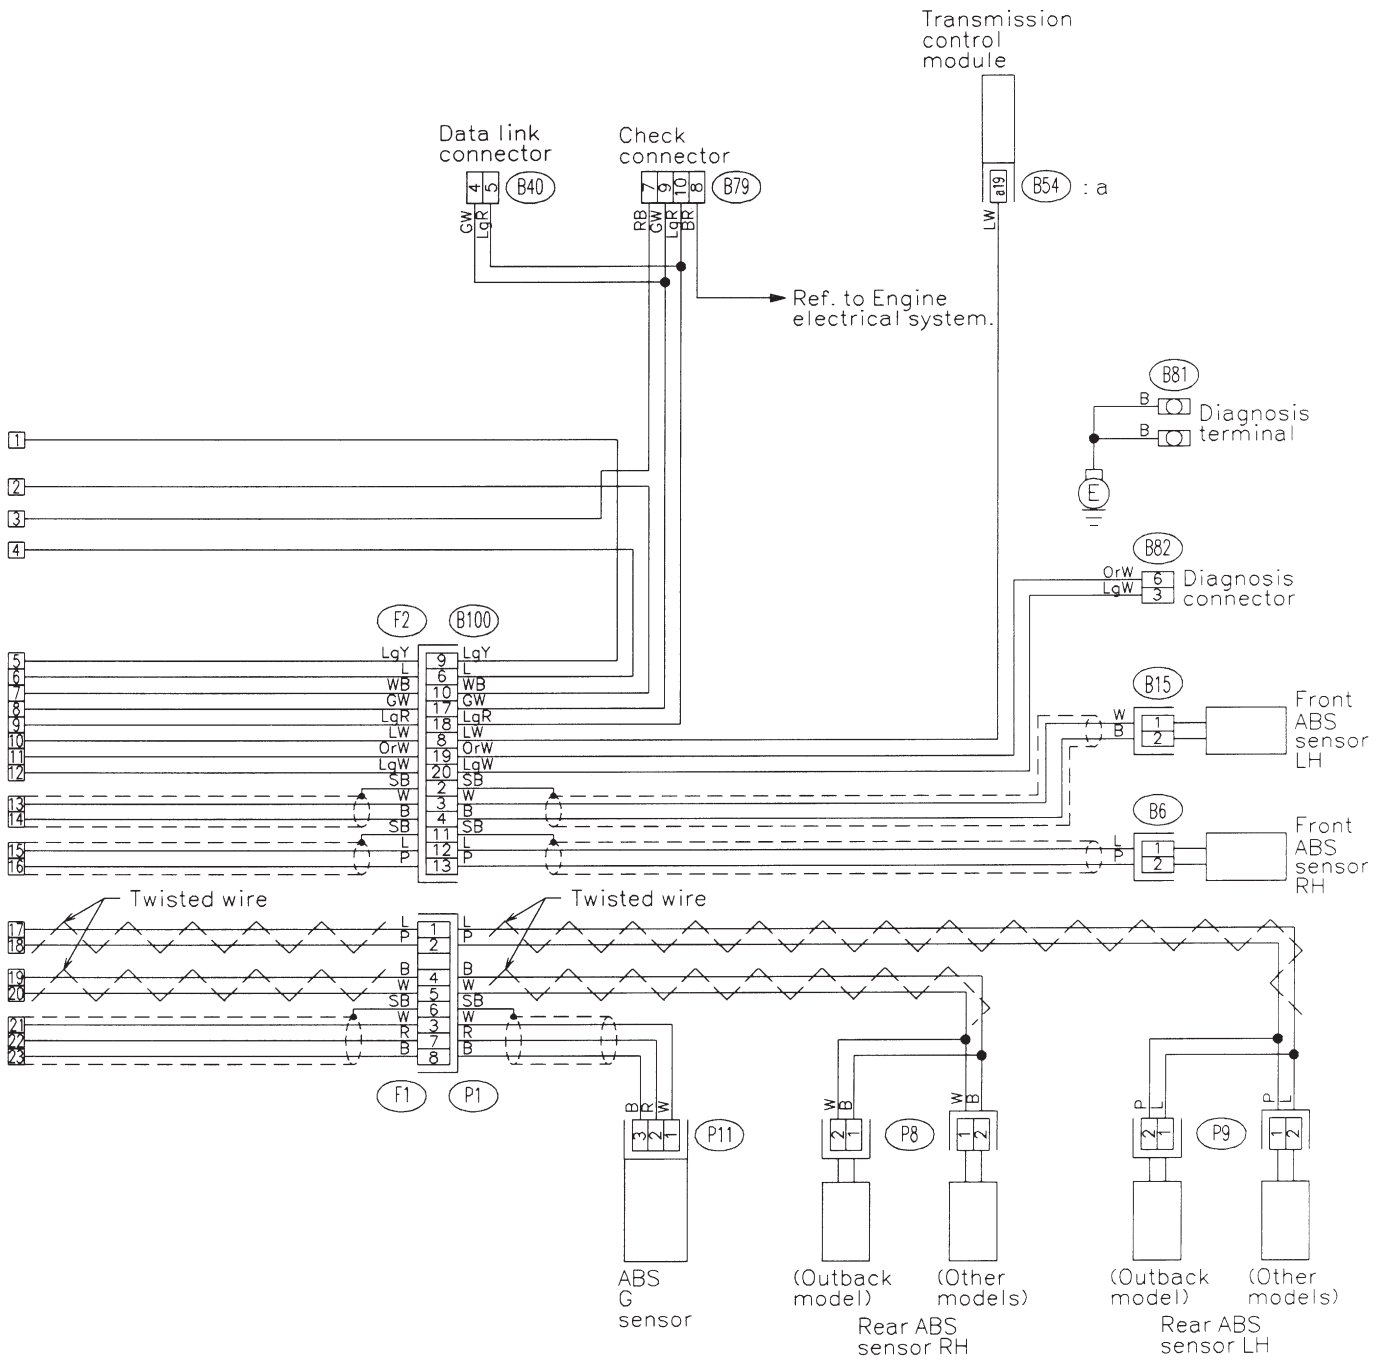 Transmission
control
module
Data link
connector
Check
connector
4 5
B40
7 9 10 8
B79
a19
B54 : a
GW LgR
RB GW LgR BR
LW
Ref. to Engine
electrical system.
B81
B
B
Diagnosis
terminal
E
1
2
3
4
B82
OrW 6
LgW 3
Diagnosis
connector
F2 B100
5 LgY 9 LgY
6 L 6 L
7 WB 10 WB
8 GW 17 GW
9 LgR 18 LgR
10 LW 8 LW
11 OrW 19 OrW
12 LgW 20 LgW
SB 2 SB
13 W 3 W
14 B 4 B
SB 11 SB
15 L 12 L
16 P 13 P
B15
W 1
B 2
Front
ABS
sensor
LH
B6
L 1
P 2
Front
ABS
sensor
RH
Twisted wire
Twisted wire
17 L 1 L
18 P 2 P
19 B 4 B
20 W 5 W
SB 6 SB
21 W 3 W
22 R 7 R
23 B 8 B
F1 P1
B R W
3 2 1
P11
W B
2 1
P8
W B
1 2
P L
2 1
P9
P L
1 2
ABS
G
sensor
(Outback
model)
(Other
models)
Rear ABS
sensor RH
(Outback
model)
(Other
models)
Rear ABS
sensor LH